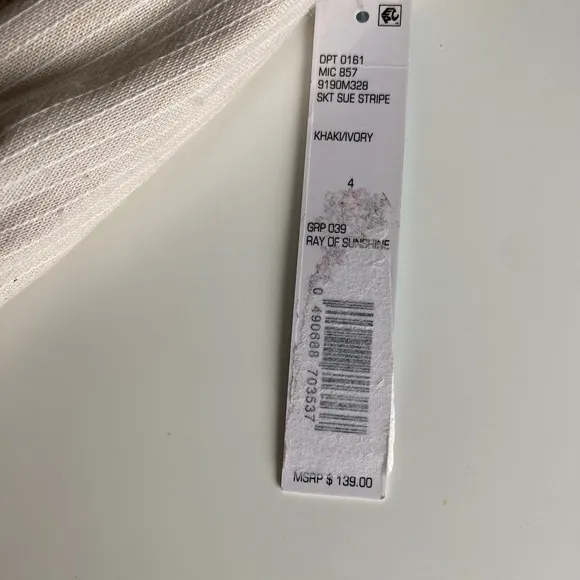 DPT 0161
MIC 857
9190M328
SKT SUE STRIPE
KHAKI/IVORY
4
GRP 039
RAY OF SUNSHINE
0 490688 703537
MSRP $ 139.00